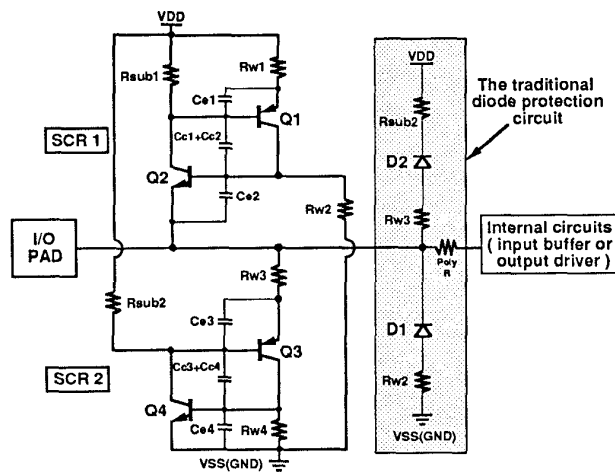 VDD
Rsub1
Rw1
Ce1
Q1
SCR 1
Cc1+Cc2
Q2
Ce2
Rw2
I/O
PAD
Rw3
Rsub2
Ce3
Q3
Cc3+Cc4
SCR 2
Q4
Ce4
Rw4
VSS(GND)
VDD
Rsub2
D2
Rw3
Poly
R
D1
Rw2
VSS(GND)
The traditional
diode protection
circuit
Internal circuits
( input buffer or
output driver )